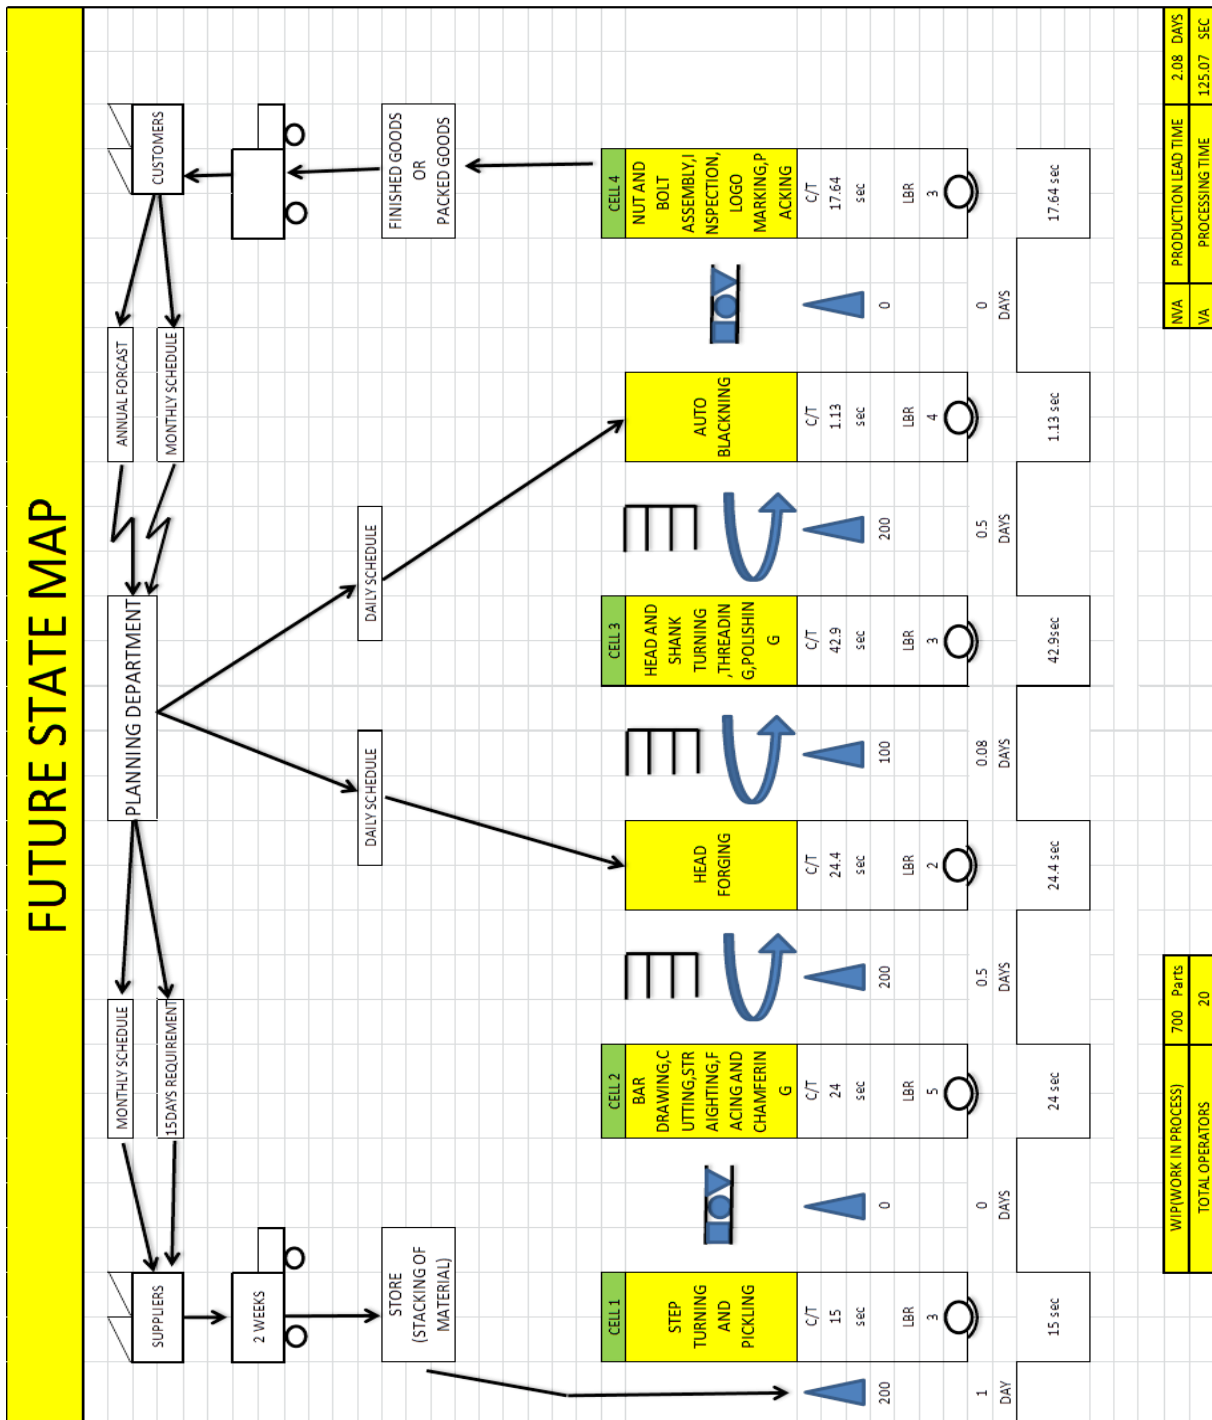 FUTURE STATE MAP
SUPPLIERS
MONTHLY SCHEDULE
15DAYS REQUIREMENT
PLANNING DEPARTMENT
ANNUAL FORCAST
MONTHLY SCHEDULE
CUSTOMERS
2 WEEKS
STORE
(STACKING OF
MATERIAL)
DAILY SCHEDULE
DAILY SCHEDULE
FINISHED GOODS
OR
PACKED GOODS
200
1
DAY
CELL 1
STEP
TURNING
AND
PICKLING
C/T
15
sec
LBR
3
15 sec
0
0
DAYS
CELL 2
BAR
DRAWING,C
UTTING,STR
AIGHTING,F
ACING AND
CHAMFERIN
G
C/T
24
sec
LBR
5
24 sec
200
0.5
DAYS
HEAD
FORGING
C/T
24.4
sec
LBR
2
24.4 sec
100
0.08
DAYS
CELL 3
HEAD AND
SHANK
TURNING
,THREADIN
G,POLISHIN
G
C/T
42.9
sec
LBR
3
42.9sec
200
0.5
DAYS
AUTO
BLACKNING
C/T
1.13
sec
LBR
4
1.13 sec
0
0
DAYS
CELL 4
NUT AND
BOLT
ASSEMBLY,I
NSPECTION,
LOGO
MARKING,P
ACKING
C/T
17.64
sec
LBR
3
17.64 sec
WIP(WORK IN PROCESS) 700 Parts
TOTAL OPERATORS 20
NVA PRODUCTION LEAD TIME 2.08 DAYS
VA PROCESSING TIME 125.07 SEC